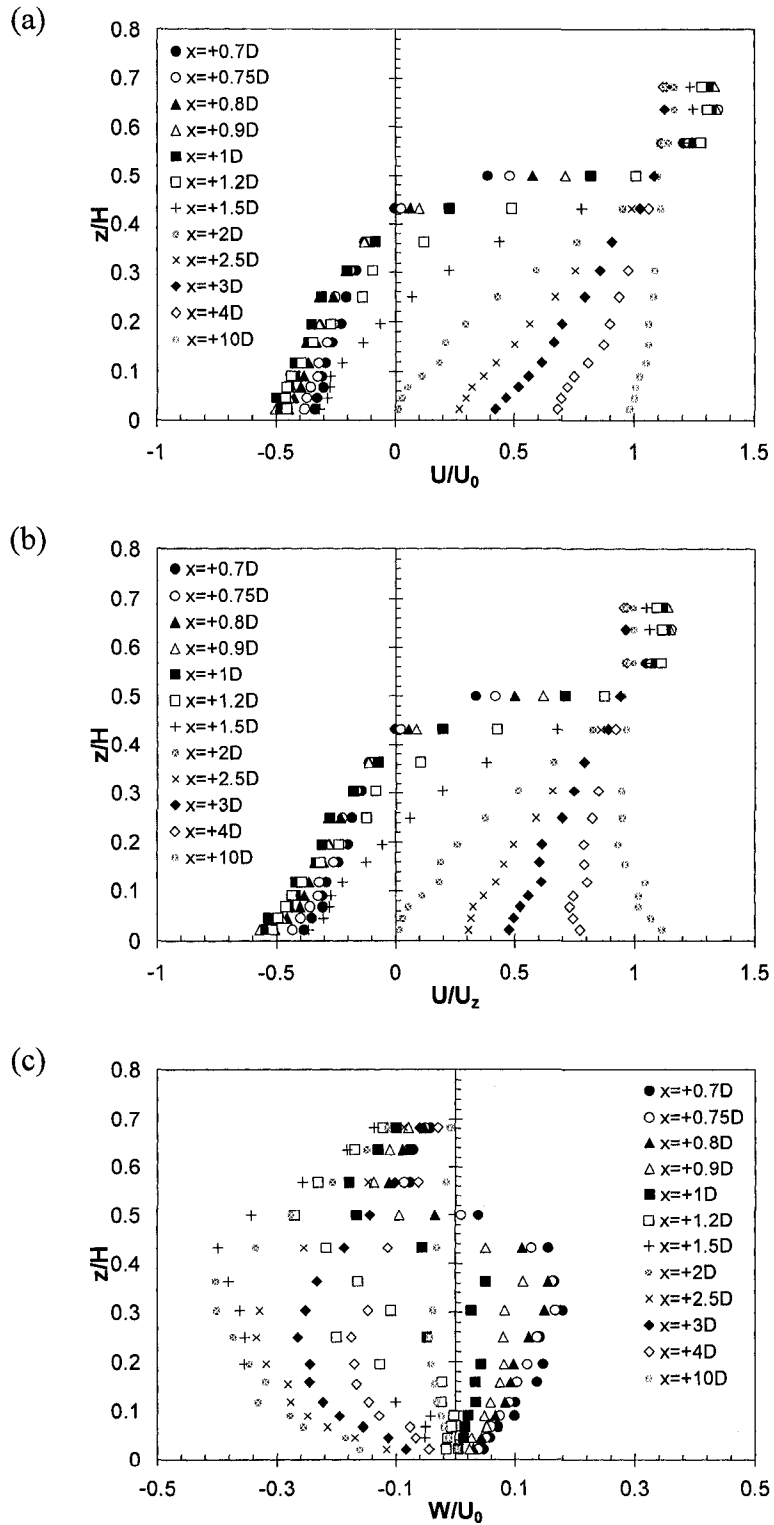 (a)
0.8
0.7
0.6
0.5
0.4
0.3
0.2
0.1
0
z/H
x=+0.7D
x=+0.75D
x=+0.8D
x=+0.9D
x=+1D
x=+1.2D
x=+1.5D
x=+2D
x=+2.5D
x=+3D
x=+4D
x=+10D
-1 -0.5 0 0.5 1 1.5
U/U₀
(b)
0.8
0.7
0.6
0.5
0.4
0.3
0.2
0.1
0
z/H
x=+0.7D
x=+0.75D
x=+0.8D
x=+0.9D
x=+1D
x=+1.2D
x=+1.5D
x=+2D
x=+2.5D
x=+3D
x=+4D
x=+10D
-1 -0.5 0 0.5 1 1.5
U/U_z
(c)
0.8
0.7
0.6
0.5
0.4
0.3
0.2
0.1
0
z/H
x=+0.7D
x=+0.75D
x=+0.8D
x=+0.9D
x=+1D
x=+1.2D
x=+1.5D
x=+2D
x=+2.5D
x=+3D
x=+4D
x=+10D
-0.5 -0.3 -0.1 0.1 0.3 0.5
W/U₀